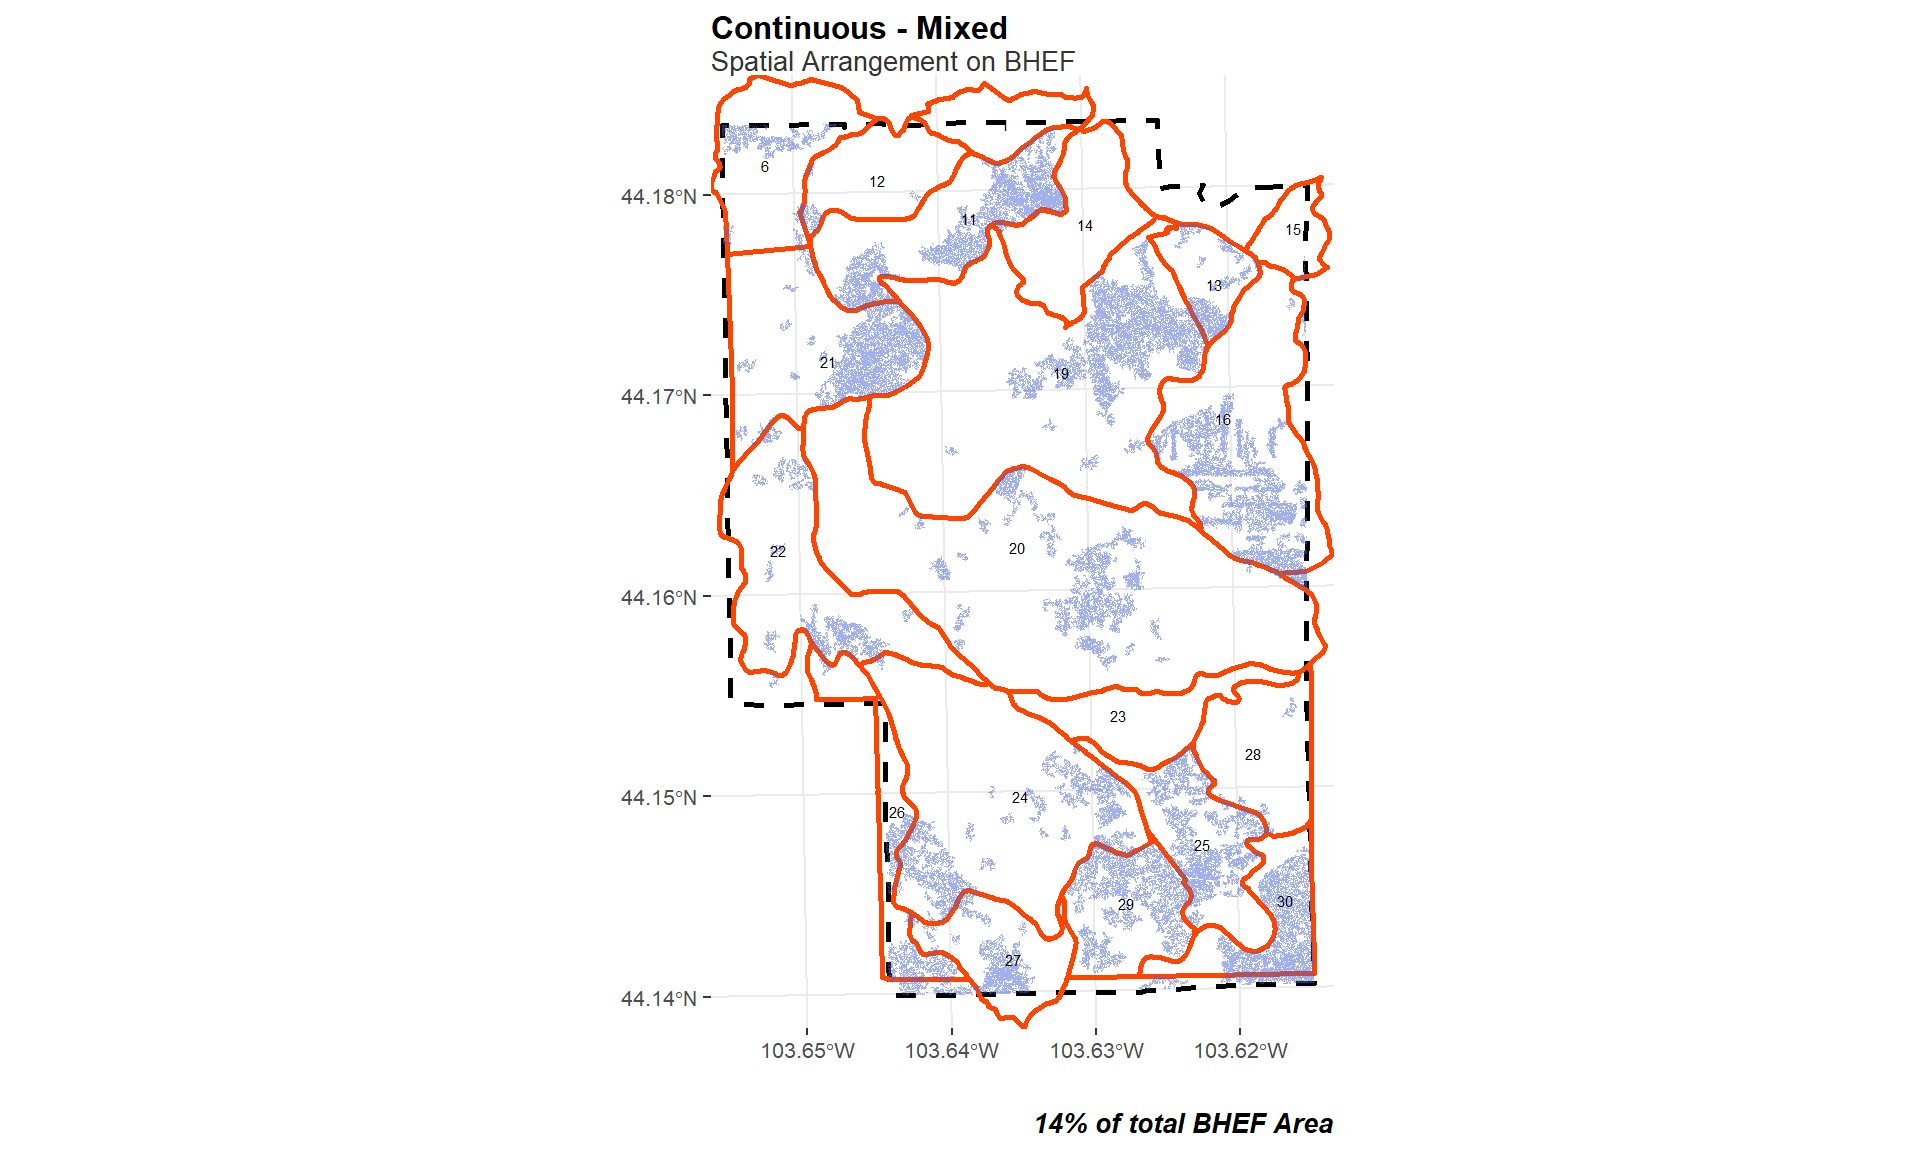 Continuous - Mixed
Spatial Arrangement on BHEF
1
6
12
44.18°N
11
14
15
13
21
19
44.17°N
16
22
20
44.16°N
23
28
44.15°N
24
26
25
29
30
27
44.14°N
103.65°W 103.64°W 103.63°W 103.62°W
14% of total BHEF Area